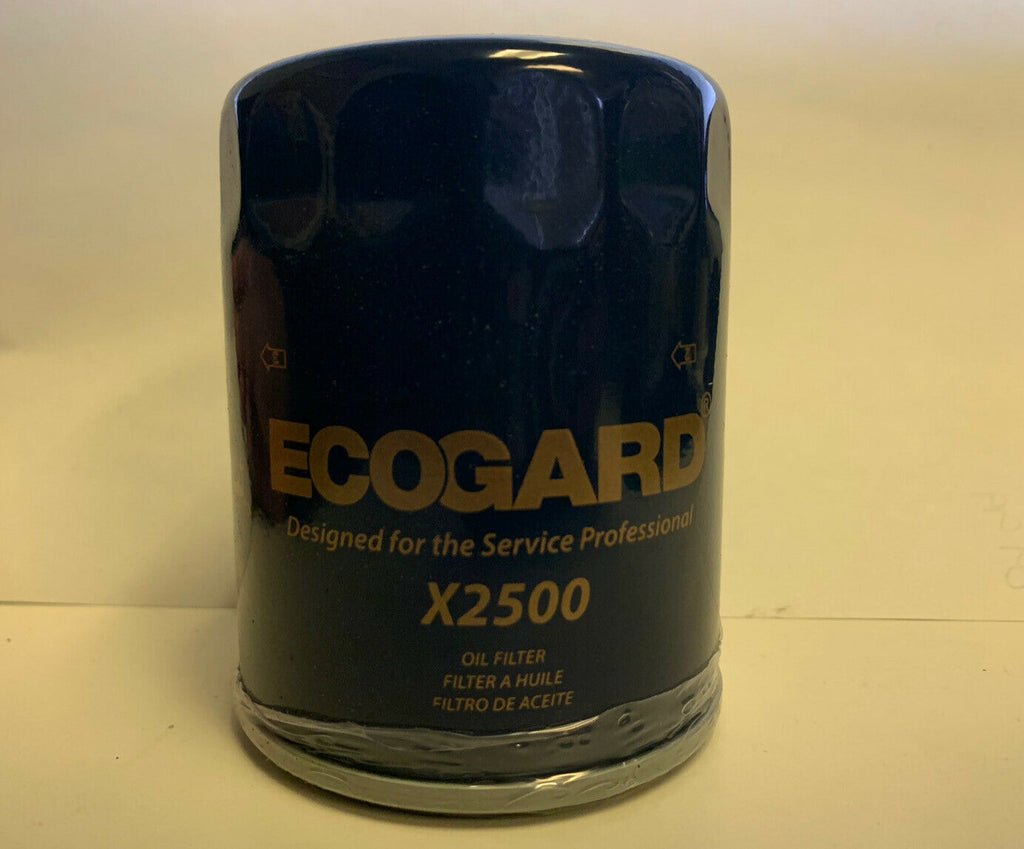 ECOGARD®
Designed for the Service Professional
X2500
OIL FILTER
FILTER A HUILE
FILTRO DE ACEITE